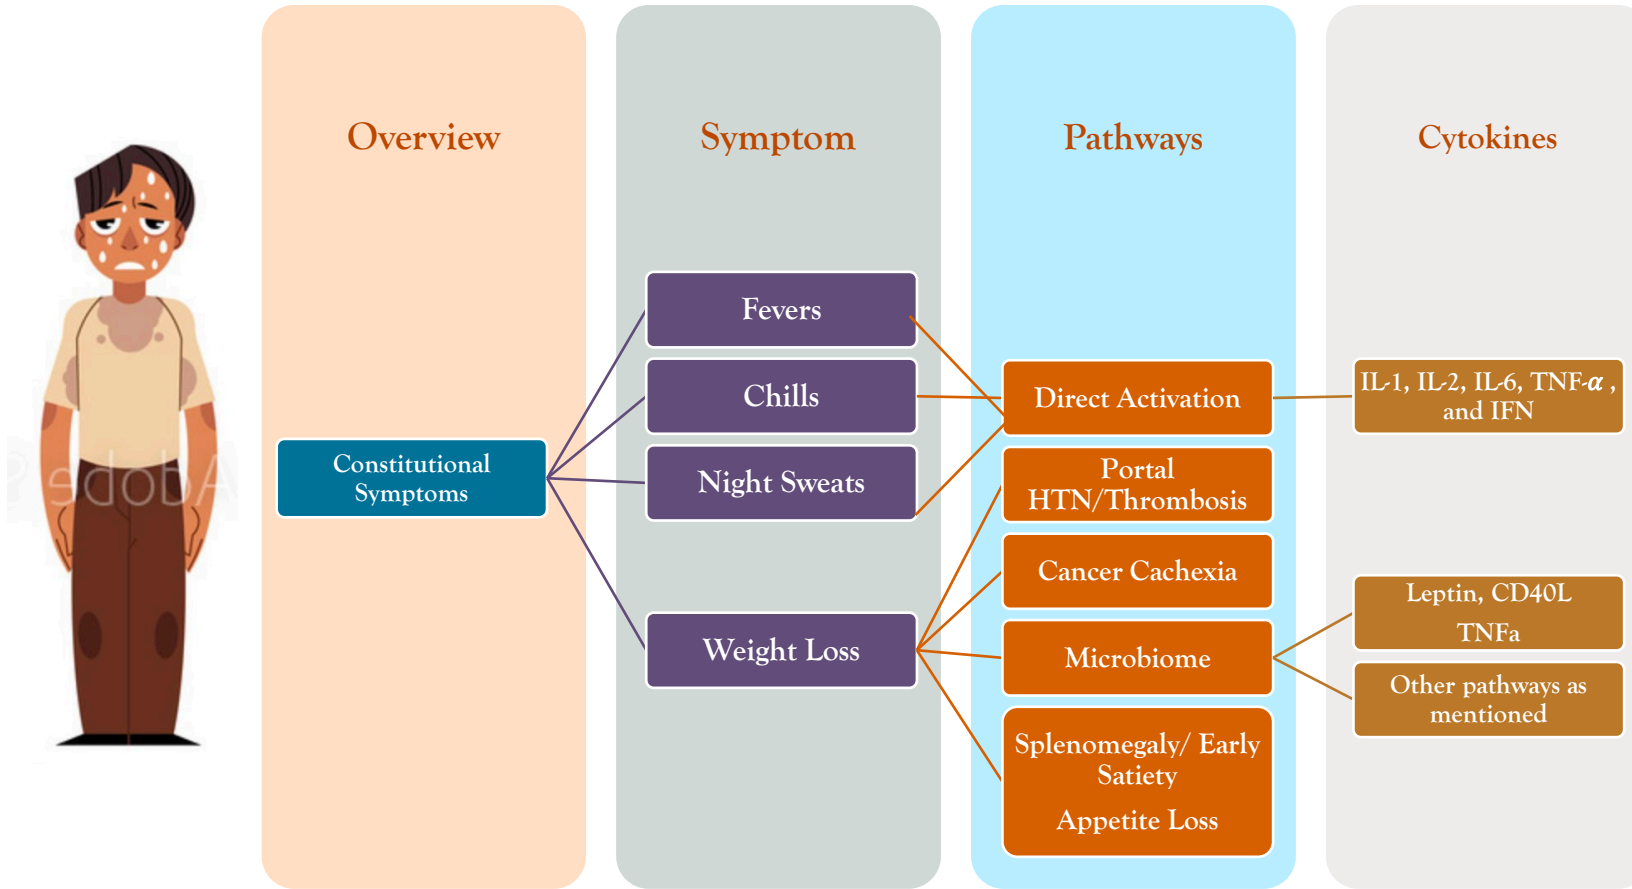 Overview
Symptom
Pathways
Cytokines
Fevers
Chills
Night Sweats
Weight Loss
Constitutional
Symptoms
Direct Activation
Portal
HTN/Thrombosis
Cancer Cachexia
Microbiome
Splenomegaly/ Early
Satiety
Appetite Loss
IL-1, IL-2, IL-6, TNF-α ,
and IFN
Leptin, CD40L
TNFa
Other pathways as
mentioned
Adobe S